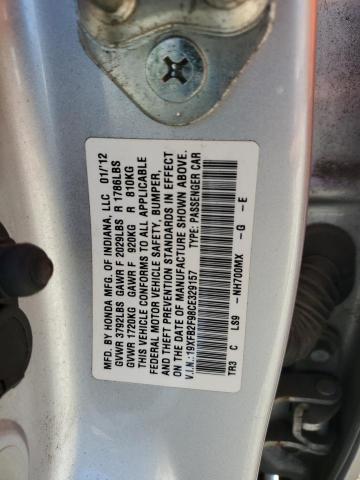 MFD. BY HONDA MFG. OF INDIANA, LLC 01/'12
GVWR 3792LBS GAWR F 2029LBS R 1786LBS
GVWR 1720KG GAWR F 920KG R 810KG
THIS VEHICLE CONFORMS TO ALL APPLICABLE
FEDERAL MOTOR VEHICLE SAFETY, BUMPER,
AND THEFT PREVENTION STANDARDS IN EFFECT
ON THE DATE OF MANUFACTURE SHOWN ABOVE.
V.I.N.:19XFB2F98CE329157 TYPE: PASSENGER CAR
TR3 C LS9 - NH700MX - G - E